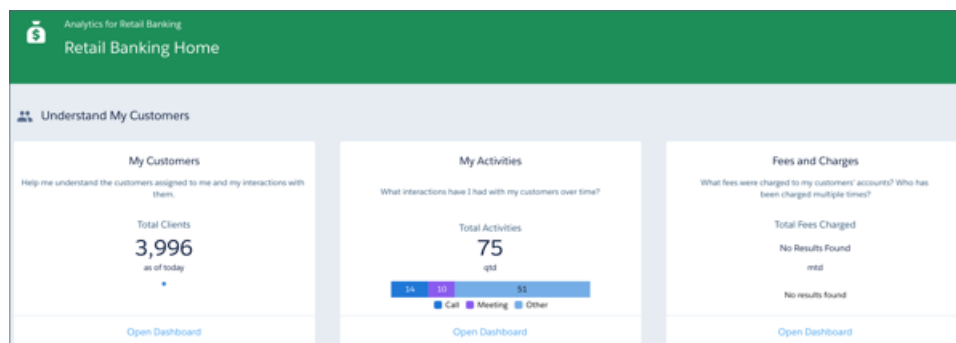 Analytics for Retail Banking
Retail Banking Home
Understand My Customers
My Customers
Help me understand the customers assigned to me and my interactions with
them.
Total Clients
3,996
as of today
Open Dashboard
My Activities
What interactions have I had with my customers over time?
Total Activities
75
qtd
14 10 51
Call Meeting Other
Open Dashboard
Fees and Charges
What fees were charged to my customers' accounts? Who has
been charged multiple times?
Total Fees Charged
No Results Found
mtd
No results found
Open Dashboard